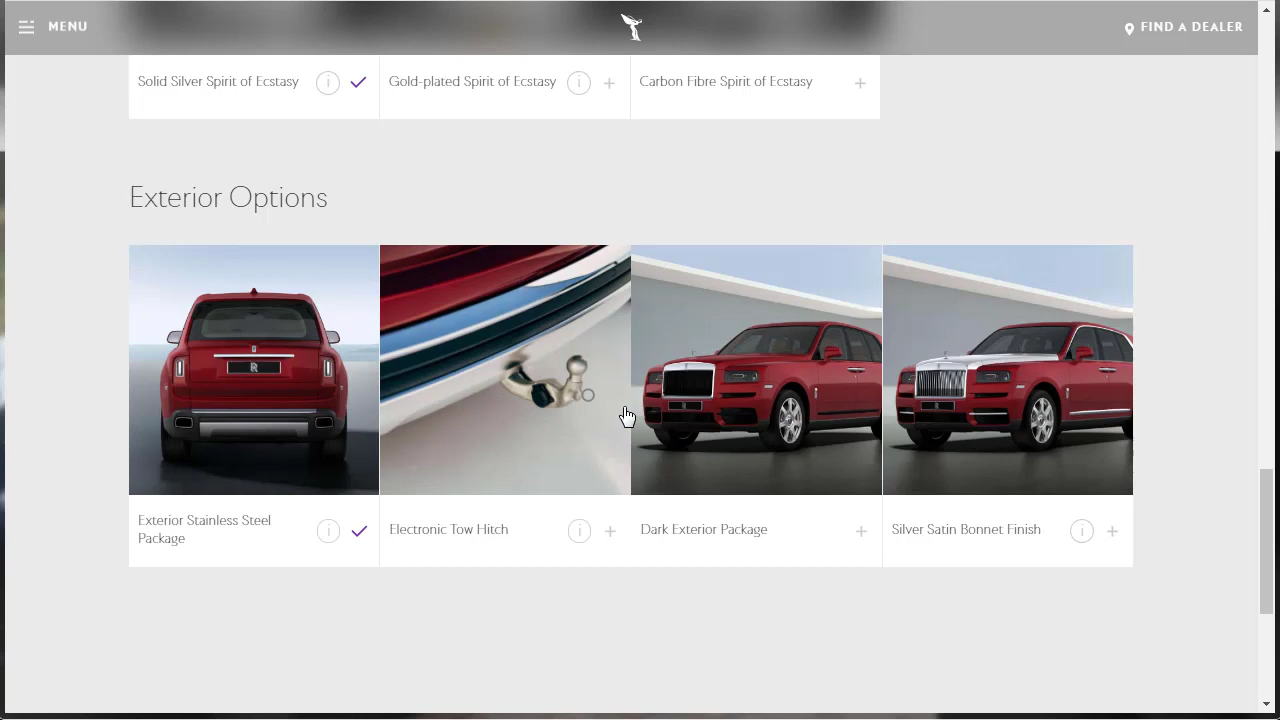 MENU
FIND A DEALER
Solid Silver Spirit of Ecstasy
Gold-plated Spirit of Ecstasy
Carbon Fibre Spirit of Ecstasy
Exterior Options
Exterior Stainless Steel
Package
Electronic Tow Hitch
Dark Exterior Package
Silver Satin Bonnet Finish